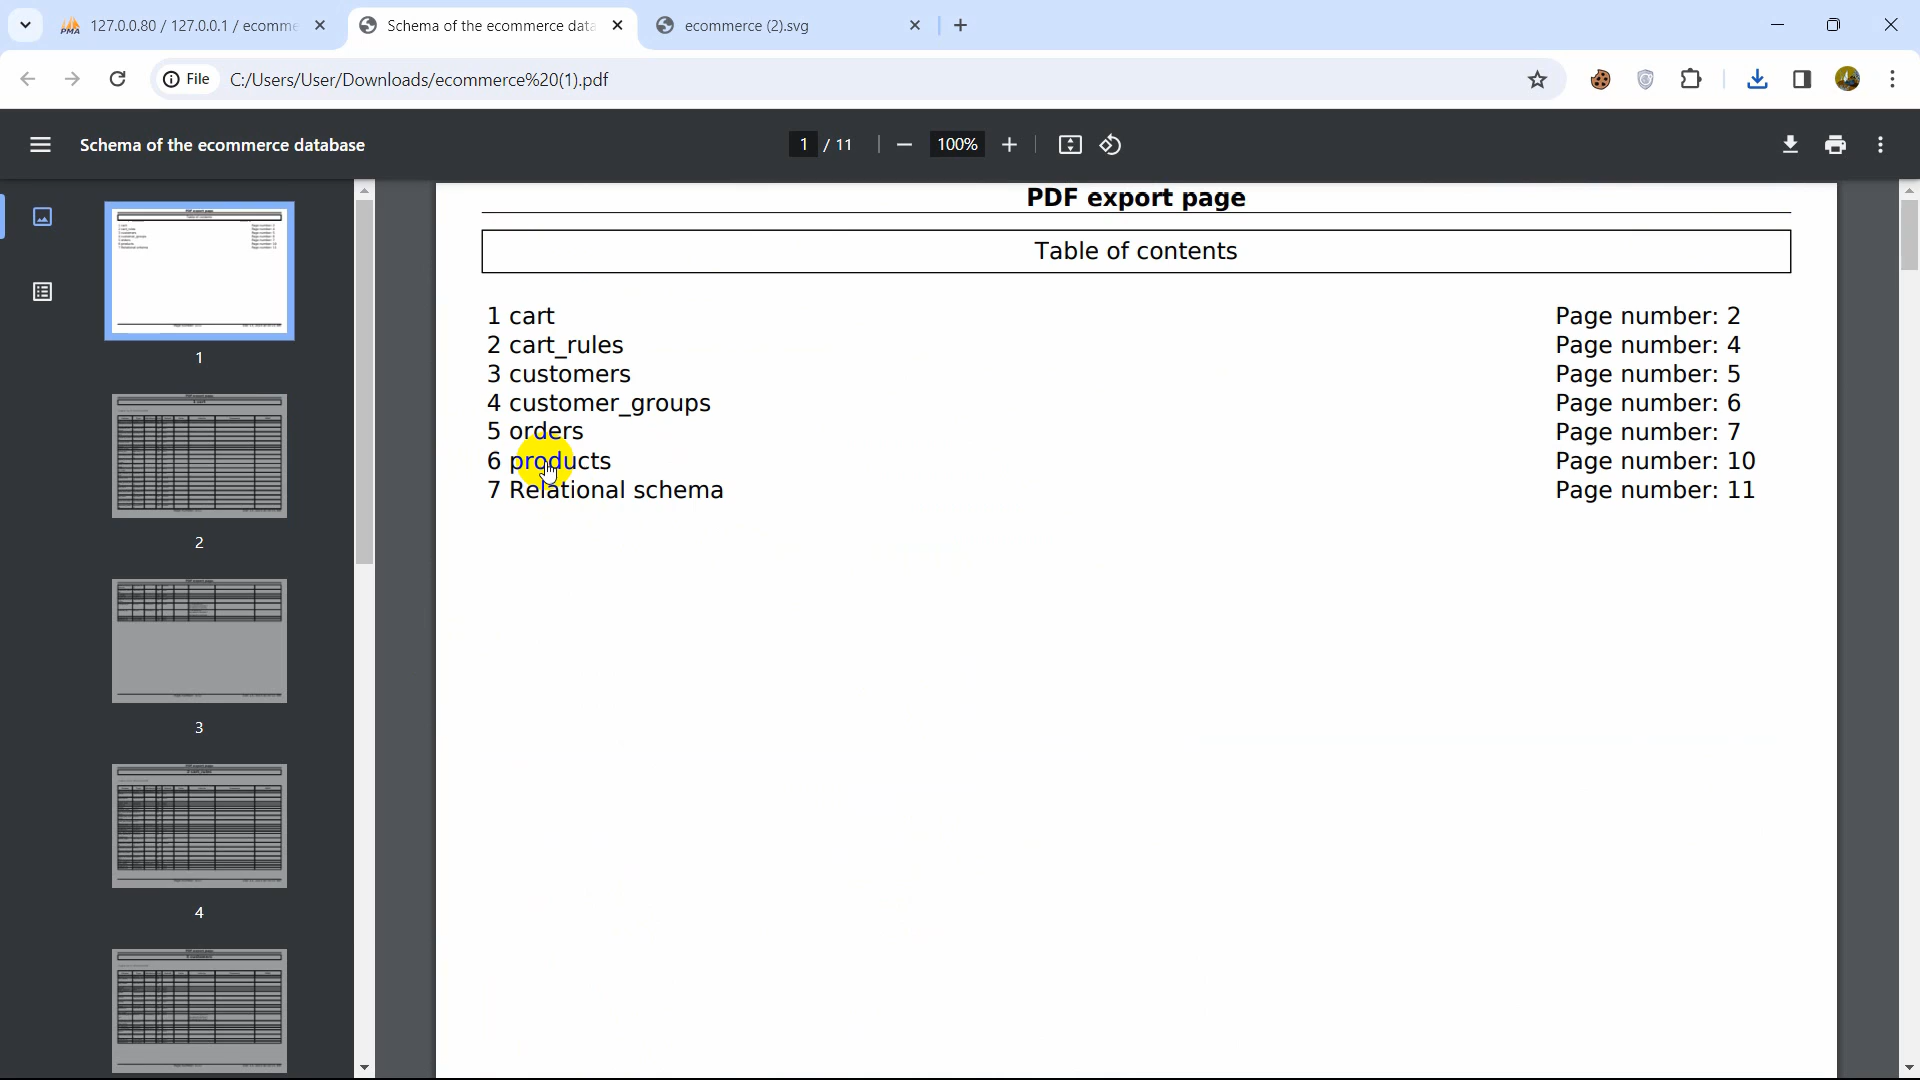 127.0.0.80 / 127.0.0.1 / ecomme
Schema of the ecommerce data
ecommerce (2).svg
File
C:/Users/User/Downloads/ecommerce%20(1).pdf
Schema of the ecommerce database
1 / 11
100%
PDF export page
Table of contents
1 cart Page number: 2
2 cart_rules Page number: 4
3 customers Page number: 5
4 customer_groups Page number: 6
5 orders Page number: 7
6 products Page number: 10
7 Relational schema Page number: 11
1
2
3
4